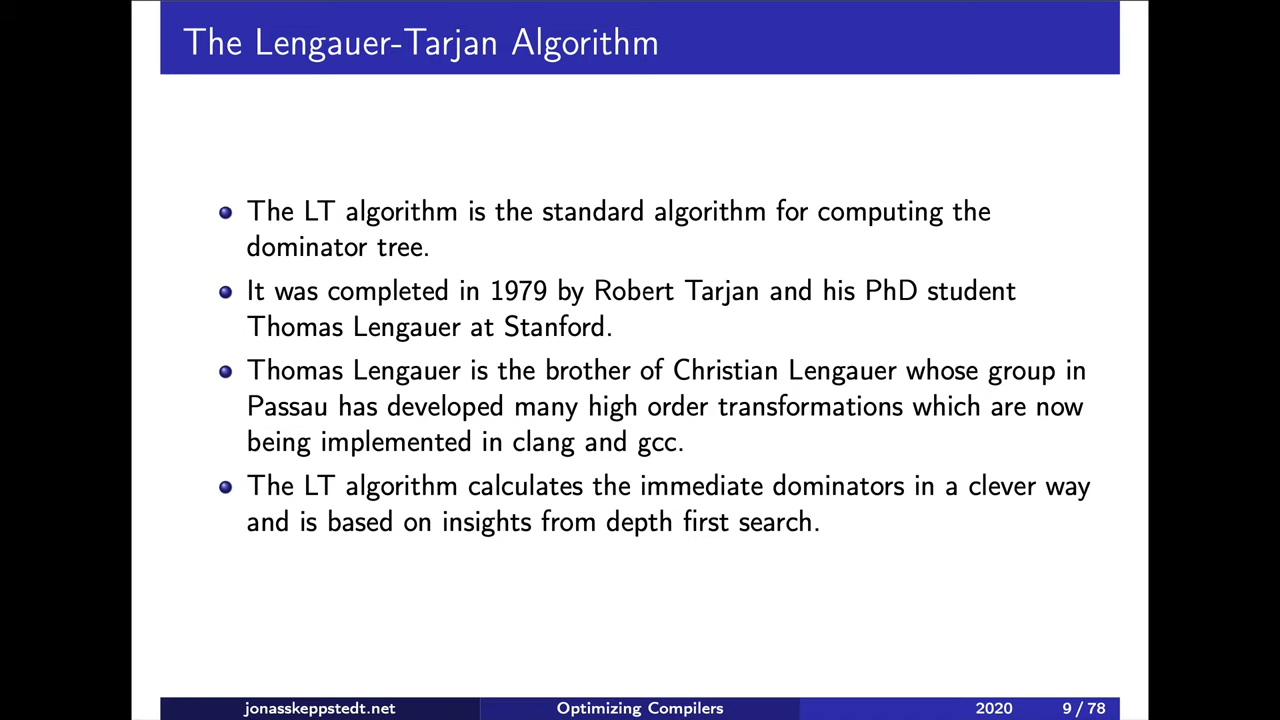 The Lengauer-Tarjan Algorithm
The LT algorithm is the standard algorithm for computing the
dominator tree.
It was completed in 1979 by Robert Tarjan and his PhD student
Thomas Lengauer at Stanford.
Thomas Lengauer is the brother of Christian Lengauer whose group in
Passau has developed many high order transformations which are now
being implemented in clang and gcc.
The LT algorithm calculates the immediate dominators in a clever way
and is based on insights from depth first search.
jonasskeppstedt.net Optimizing Compilers 2020 9 / 78